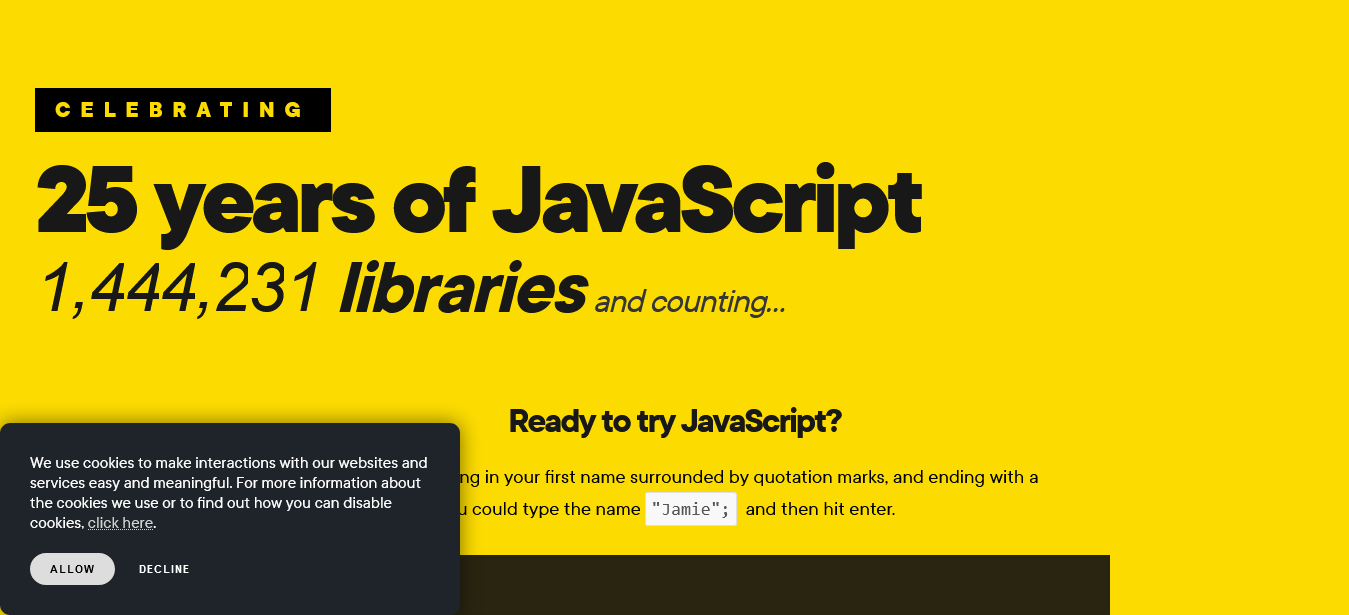 CELEBRATING
25 years of JavaScript
1,444,231 libraries and counting...
Ready to try JavaScript?
in your first name surrounded by quotation marks, and ending with a
could type the name "Jamie"; and then hit enter.
We use cookies to make interactions with our websites and
services easy and meaningful. For more information about
the cookies we use or to find out how you can disable
cookies, click here.
ALLOW DECLINE